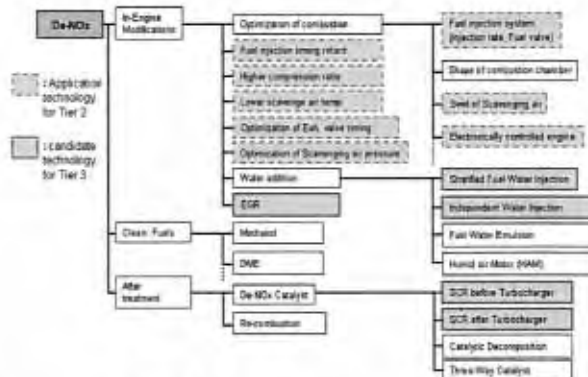 De-NOx
In-Engine
Modifications
Optimization of combustion
Fuel injection timing retard
Higher compression ratio
Lower scavenge air temp
Optimization of Exh. valve timing
Optimization of Scavenging air pressure
Water addition
EGR
Fuel injection system
(injection rate, Fuel valve)
Shape of combustion chamber
Swirl of Scavenging air
Electronically controlled engine
Stratified Fuel Water Injection
Independent Water Injection
Fuel Water Emulsion
Humid air Motor (HAM)
: Application
technology
for Tier 2
: candidate
technology
for Tier 3
Clean Fuels
Methanol
DME
After
treatment
De-NOx Catalyst
Re-combustion
SCR before Turbocharger
SCR after Turbocharger
Catalytic Decomposition
Three Way Catalyst